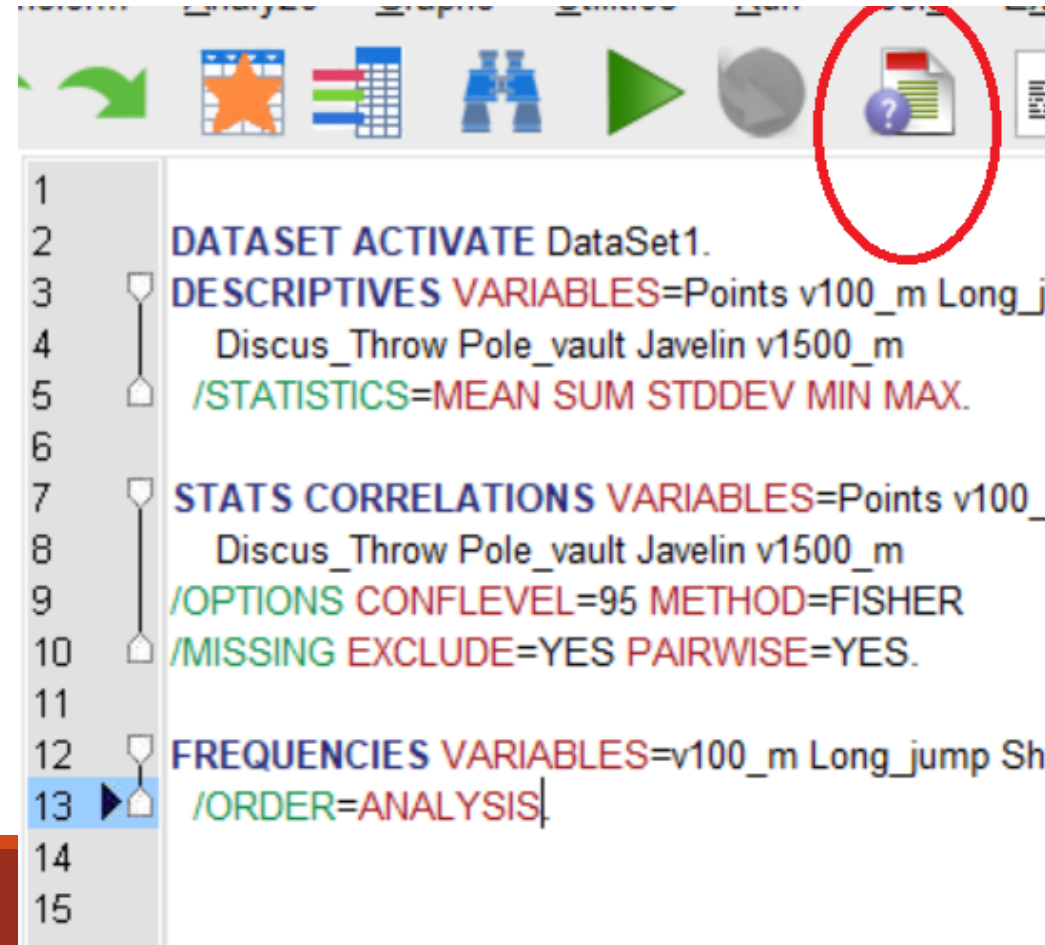 1
2 DATASET ACTIVATE DataSet1.
3 DESCRIPTIVES VARIABLES=Points v100_m Long_j
4 Discus_Throw Pole_vault Javelin v1500_m
5 /STATISTICS=MEAN SUM STDDEV MIN MAX.
6
7 STATS CORRELATIONS VARIABLES=Points v100_
8 Discus_Throw Pole_vault Javelin v1500_m
9 /OPTIONS CONFLEVEL=95 METHOD=FISHER
10 /MISSING EXCLUDE=YES PAIRWISE=YES.
11
12 FREQUENCIES VARIABLES=v100_m Long_jump Sh
13 /ORDER=ANALYSIS.
14
15